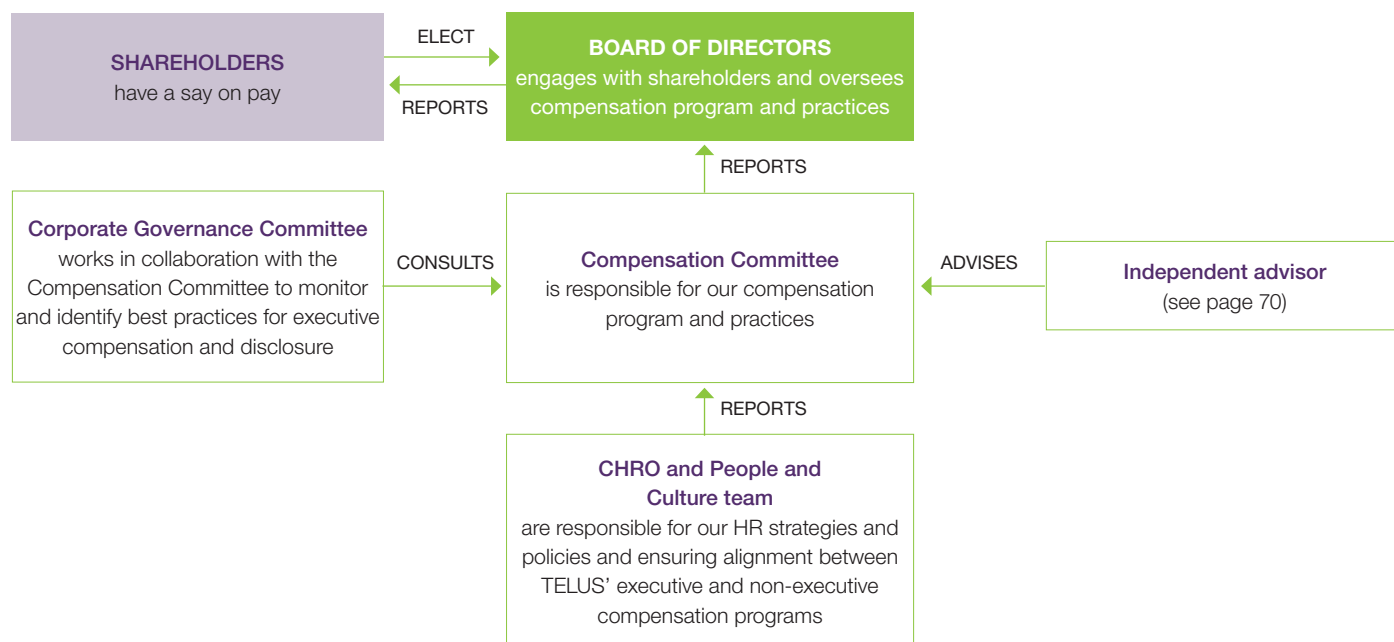 SHAREHOLDERS
have a say on pay
ELECT
REPORTS
BOARD OF DIRECTORS
engages with shareholders and oversees
compensation program and practices
REPORTS
Corporate Governance Committee
works in collaboration with the
Compensation Committee to monitor
and identify best practices for executive
compensation and disclosure
CONSULTS
Compensation Committee
is responsible for our compensation
program and practices
ADVISES
Independent advisor
(see page 70)
REPORTS
CHRO and People and
Culture team
are responsible for our HR strategies and
policies and ensuring alignment between
TELUS’ executive and non-executive
compensation programs